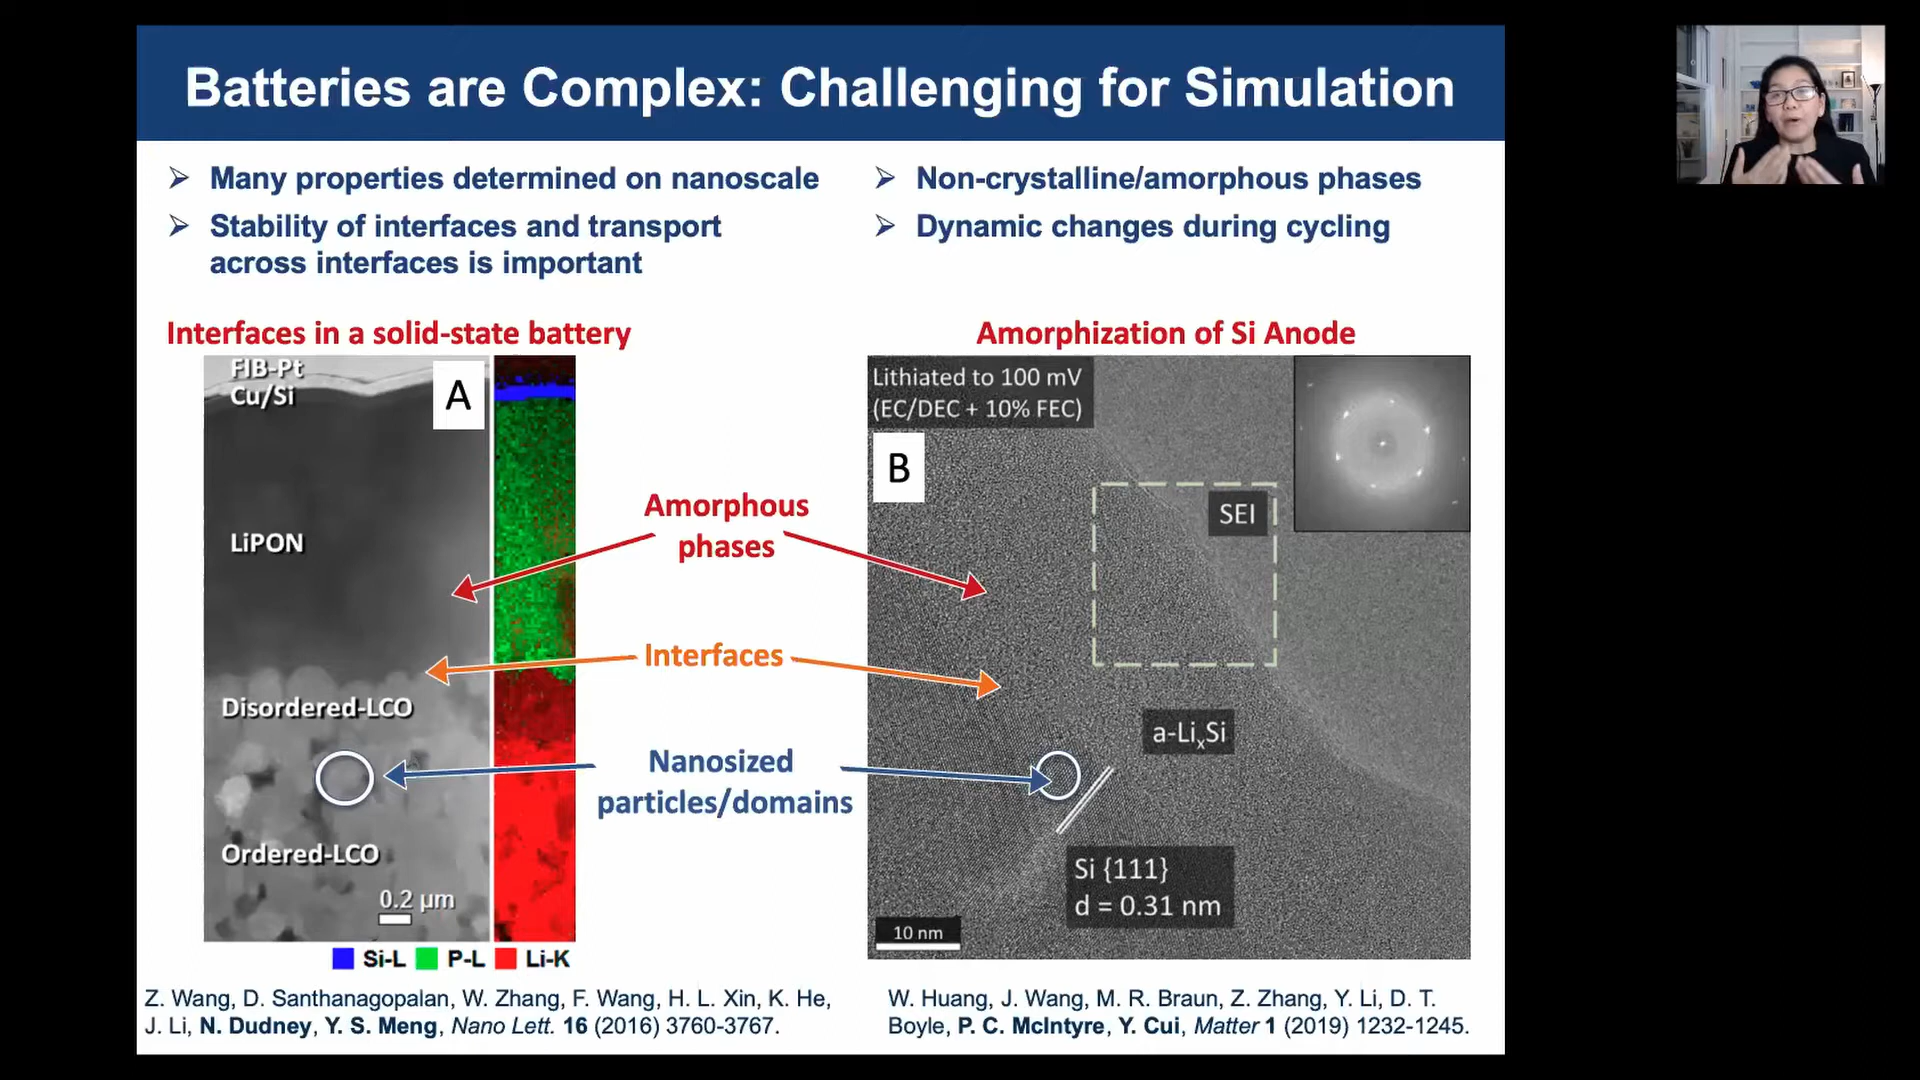 Batteries are Complex: Challenging for Simulation
➢ Many properties determined on nanoscale
➢ Stability of interfaces and transport
across interfaces is important
➢ Non-crystalline/amorphous phases
➢ Dynamic changes during cycling
Interfaces in a solid-state battery
FIB-Pt
Cu/Si
A
LiPON
Disordered-LCO
Ordered-LCO
0.2 μm
Si-L P-L Li-K
Amorphous
phases
Interfaces
Nanosized
particles/domains
Amorphization of Si Anode
Lithiated to 100 mV
(EC/DEC + 10% FEC)
B
SEI
a-LixSi
Si {111}
d = 0.31 nm
10 nm
Z. Wang, D. Santhanagopalan, W. Zhang, F. Wang, H. L. Xin, K. He,
J. Li, N. Dudney, Y. S. Meng, Nano Lett. 16 (2016) 3760-3767.
W. Huang, J. Wang, M. R. Braun, Z. Zhang, Y. Li, D. T.
Boyle, P. C. McIntyre, Y. Cui, Matter 1 (2019) 1232-1245.